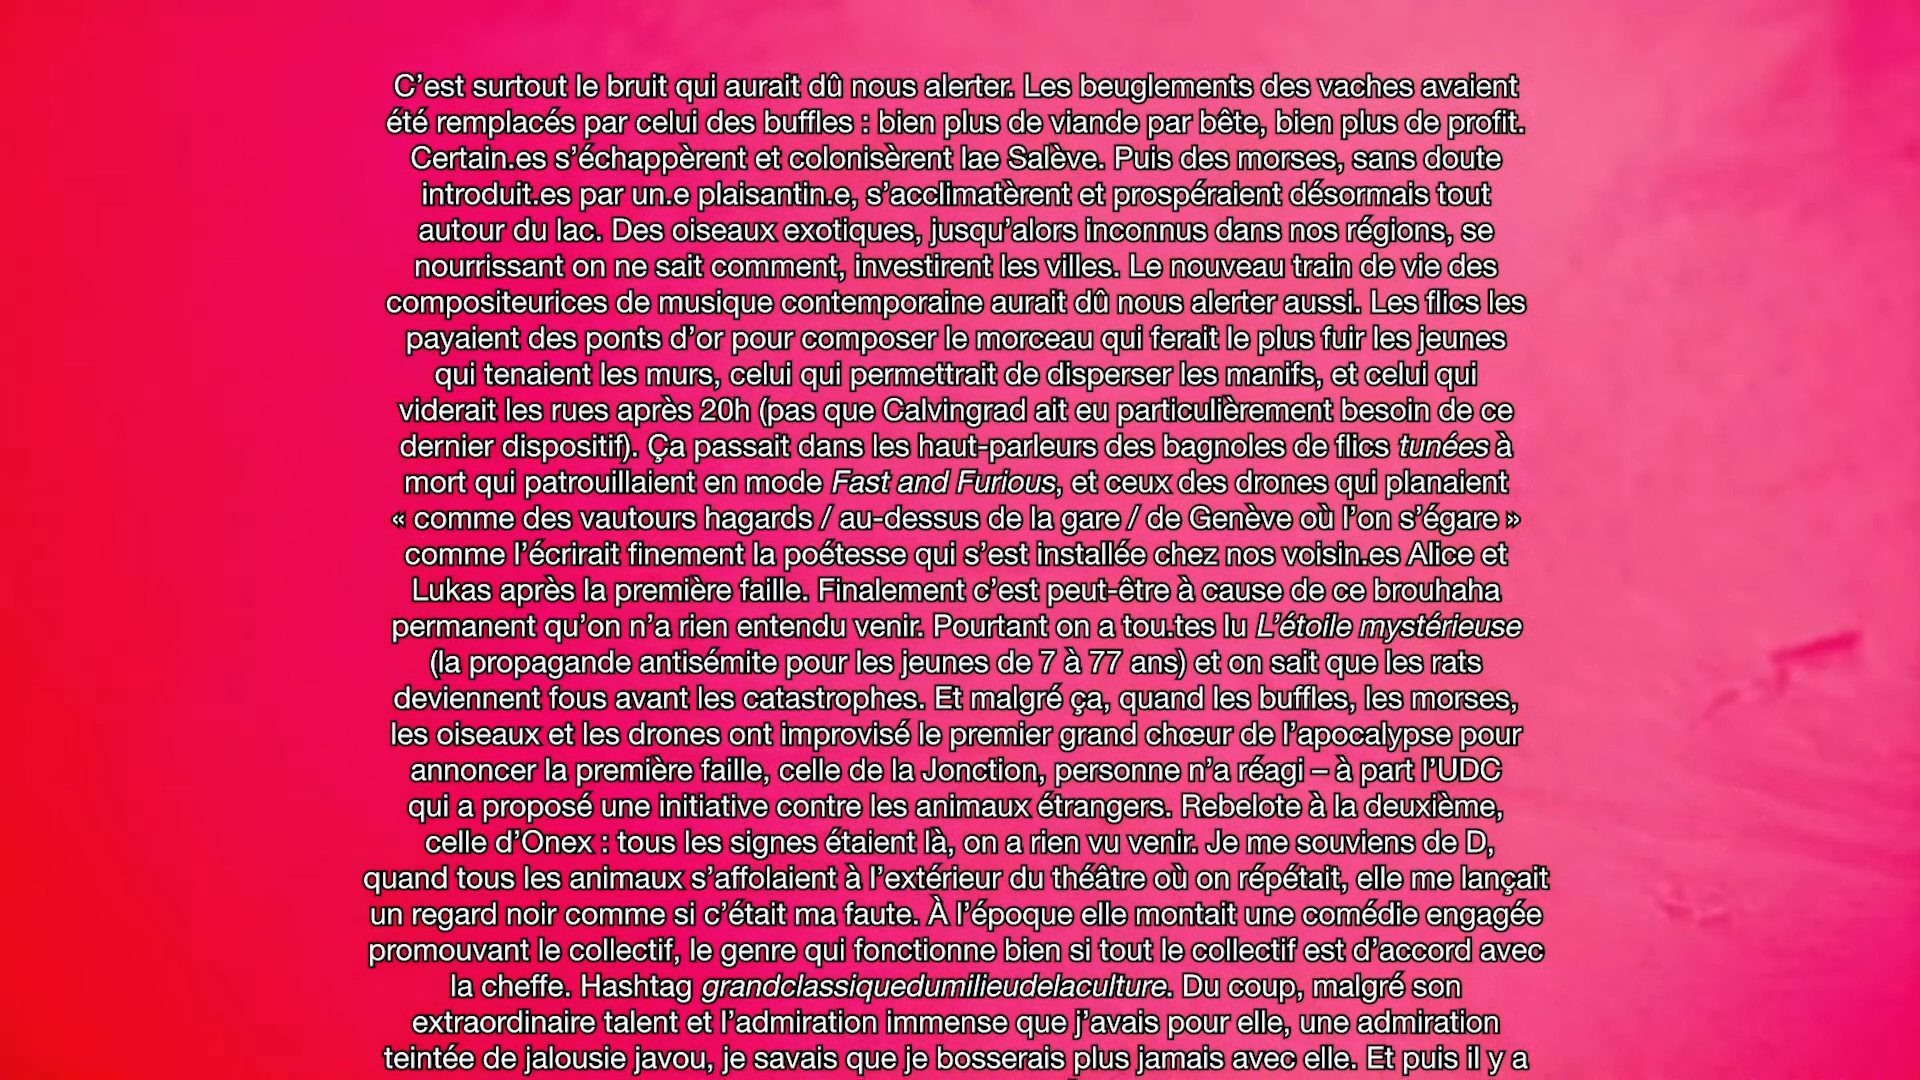 C’est surtout le bruit qui aurait dû nous alerter. Les beuglements des vaches avaient
été remplacés par celui des buffles : bien plus de viande par bête, bien plus de profit.
Certain.es s’échappèrent et colonisèrent lae Salève. Puis des morses, sans doute
introduit.es par un.e plaisantin.e, s’acclimatèrent et prospéraient désormais tout
autour du lac. Des oiseaux exotiques, jusqu’alors inconnus dans nos régions, se
nourrissant on ne sait comment, investirent les villes. Le nouveau train de vie des
compositeurices de musique contemporaine aurait dû nous alerter aussi. Les flics les
payaient des ponts d’or pour composer le morceau qui ferait le plus fuir les jeunes
qui tenaient les murs, celui qui permettrait de disperser les manifs, et celui qui
viderait les rues après 20h (pas que Calvingrad ait eu particulièrement besoin de ce
dernier dispositif). Ça passait dans les haut-parleurs des bagnoles de flics tunées à
mort qui patrouillaient en mode Fast and Furious, et ceux des drones qui planaient
« comme des vautours hagards / au-dessus de la gare / de Genève où l’on s’égare »
comme l’écrirait finement la poétesse qui s’est installée chez nos voisin.es Alice et
Lukas après la première faille. Finalement c’est peut-être à cause de ce brouhaha
permanent qu’on n’a rien entendu venir. Pourtant on a tou.tes lu L’étoile mystérieuse
(la propagande antisémite pour les jeunes de 7 à 77 ans) et on sait que les rats
deviennent fous avant les catastrophes. Et malgré ça, quand les buffles, les morses,
les oiseaux et les drones ont improvisé le premier grand chœur de l’apocalypse pour
annoncer la première faille, celle de la Jonction, personne n’a réagi – à part l’UDC
qui a proposé une initiative contre les animaux étrangers. Rebelote à la deuxième,
celle d’Onex : tous les signes étaient là, on a rien vu venir. Je me souviens de D,
quand tous les animaux s’affolaient à l’extérieur du théâtre où on répétait, elle me lançait
un regard noir comme si c’était ma faute. À l’époque elle montait une comédie engagée
promouvant le collectif, le genre qui fonctionne bien si tout le collectif est d’accord avec
la cheffe. Hashtag grandclassiquedumilieudelaculture. Du coup, malgré son
extraordinaire talent et l’admiration immense que j’avais pour elle, une admiration
teintée de jalousie javou, je savais que je bosserais plus jamais avec elle. Et puis il y a